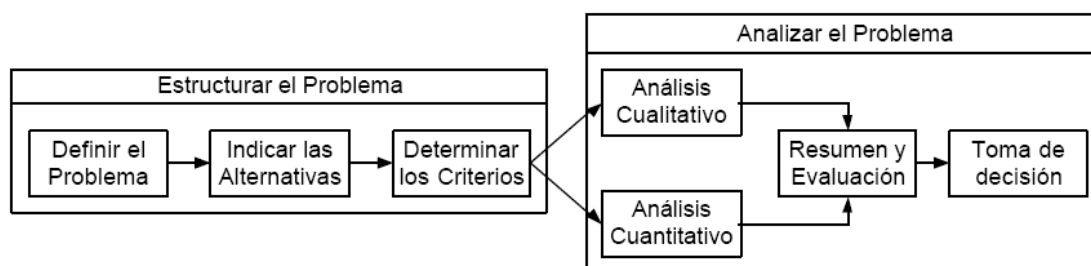 Estructurar el Problema
Definir el
Problema
Indicar las
Alternativas
Determinar
los Criterios
Analizar el Problema
Análisis
Cualitativo
Análisis
Cuantitativo
Resumen y
Evaluación
Toma de
decisión